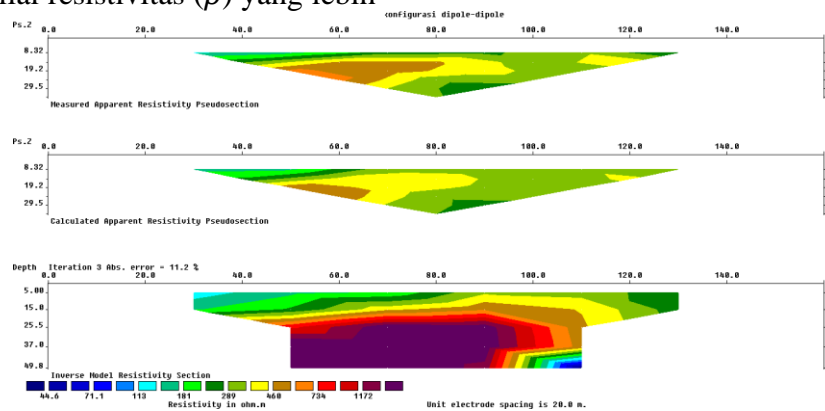 nal resistivitas (ρ) yang lebih
konfigurasi dipole-dipole
Ps.Z 0.0 20.0 40.0 60.0 80.0 100.0 120.0 140.0
8.32
19.2
29.5
Measured Apparent Resistivity Pseudosection
Ps.Z 0.0 20.0 40.0 60.0 80.0 100.0 120.0 140.0
8.32
19.2
29.5
Calculated Apparent Resistivity Pseudosection
Depth Iteration 3 Abs. error = 11.2 %
0.0 20.0 40.0 60.0 80.0 100.0 120.0 140.0
5.00
15.0
25.5
37.0
49.8
Inverse Model Resistivity Section
44.6 71.1 113 181 289 460 734 1172
Resistivity in ohm.m Unit electrode spacing is 20.0 m.